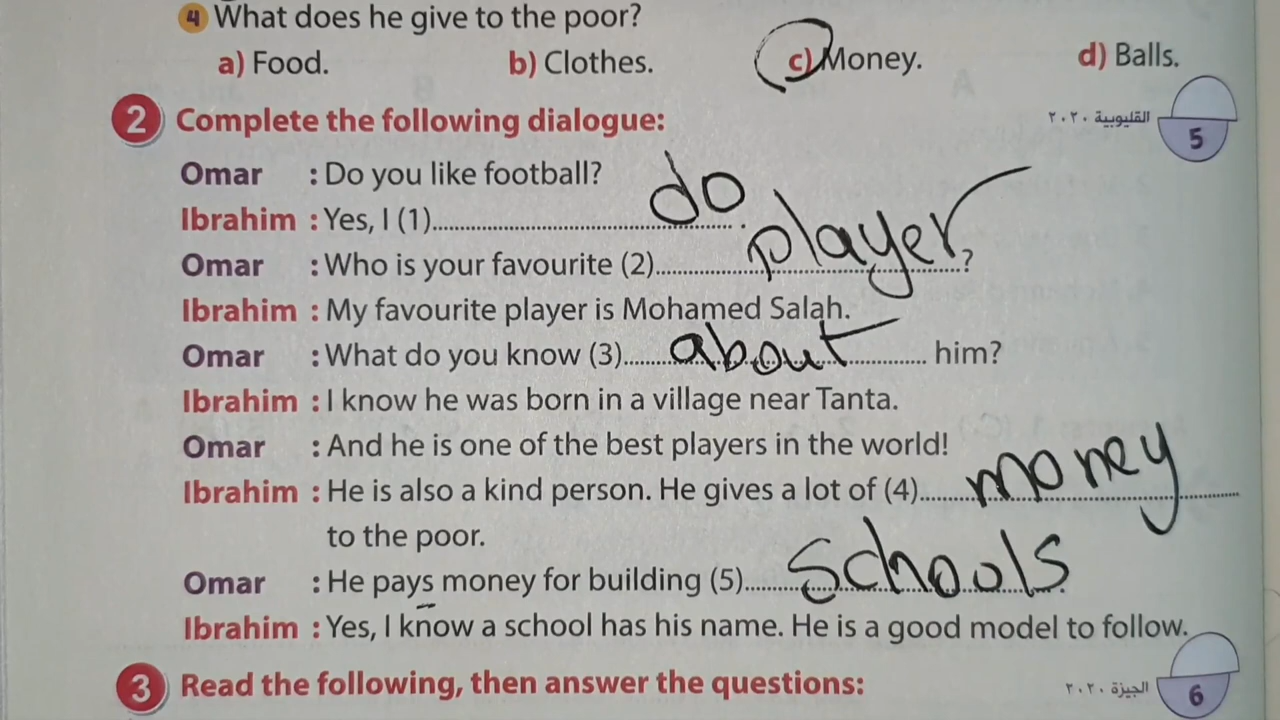 4 What does he give to the poor?
a) Food. b) Clothes. c) Money. d) Balls.
2 Complete the following dialogue: القليوبية ٢٠٢٠ 5
Omar : Do you like football?
Ibrahim : Yes, I (1)........ do ........ .
Omar : Who is your favourite (2)........ player ........?
Ibrahim : My favourite player is Mohamed Salah.
Omar : What do you know (3)........ about ........ him?
Ibrahim : I know he was born in a village near Tanta.
Omar : And he is one of the best players in the world!
Ibrahim : He is also a kind person. He gives a lot of (4)........ money ........
to the poor.
Omar : He pays money for building (5)........ schools ........ .
Ibrahim : Yes, I know a school has his name. He is a good model to follow.
3 Read the following, then answer the questions: الجيزة ٢٠٢٠ 6